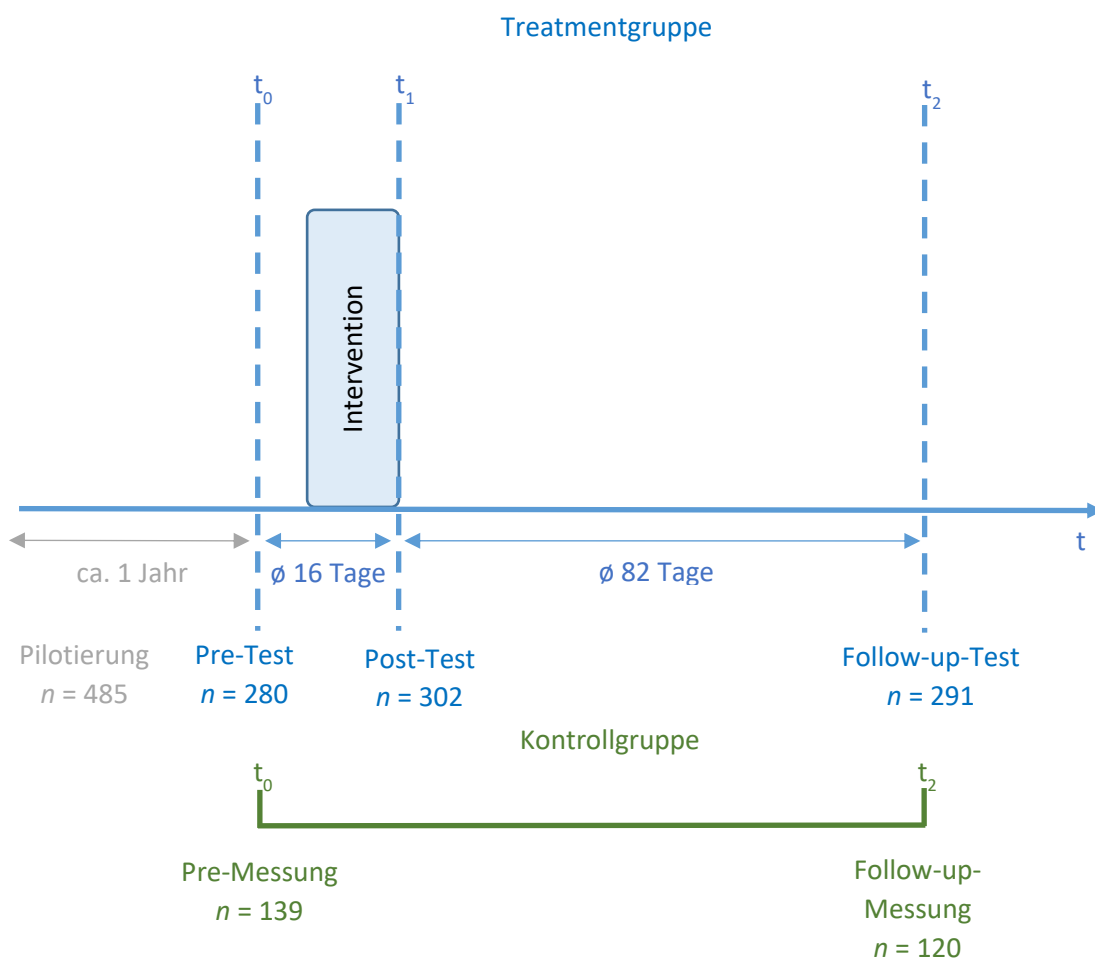 Treatmentgruppe
t₀ t₁ t₂
Intervention
t
ca. 1 Jahr ø 16 Tage ø 82 Tage
Pilotierung Pre-Test Post-Test Follow-up-Test
n = 485 n = 280 n = 302 n = 291
Kontrollgruppe
t₀ t₂
Pre-Messung Follow-up-
n = 139 Messung
n = 120